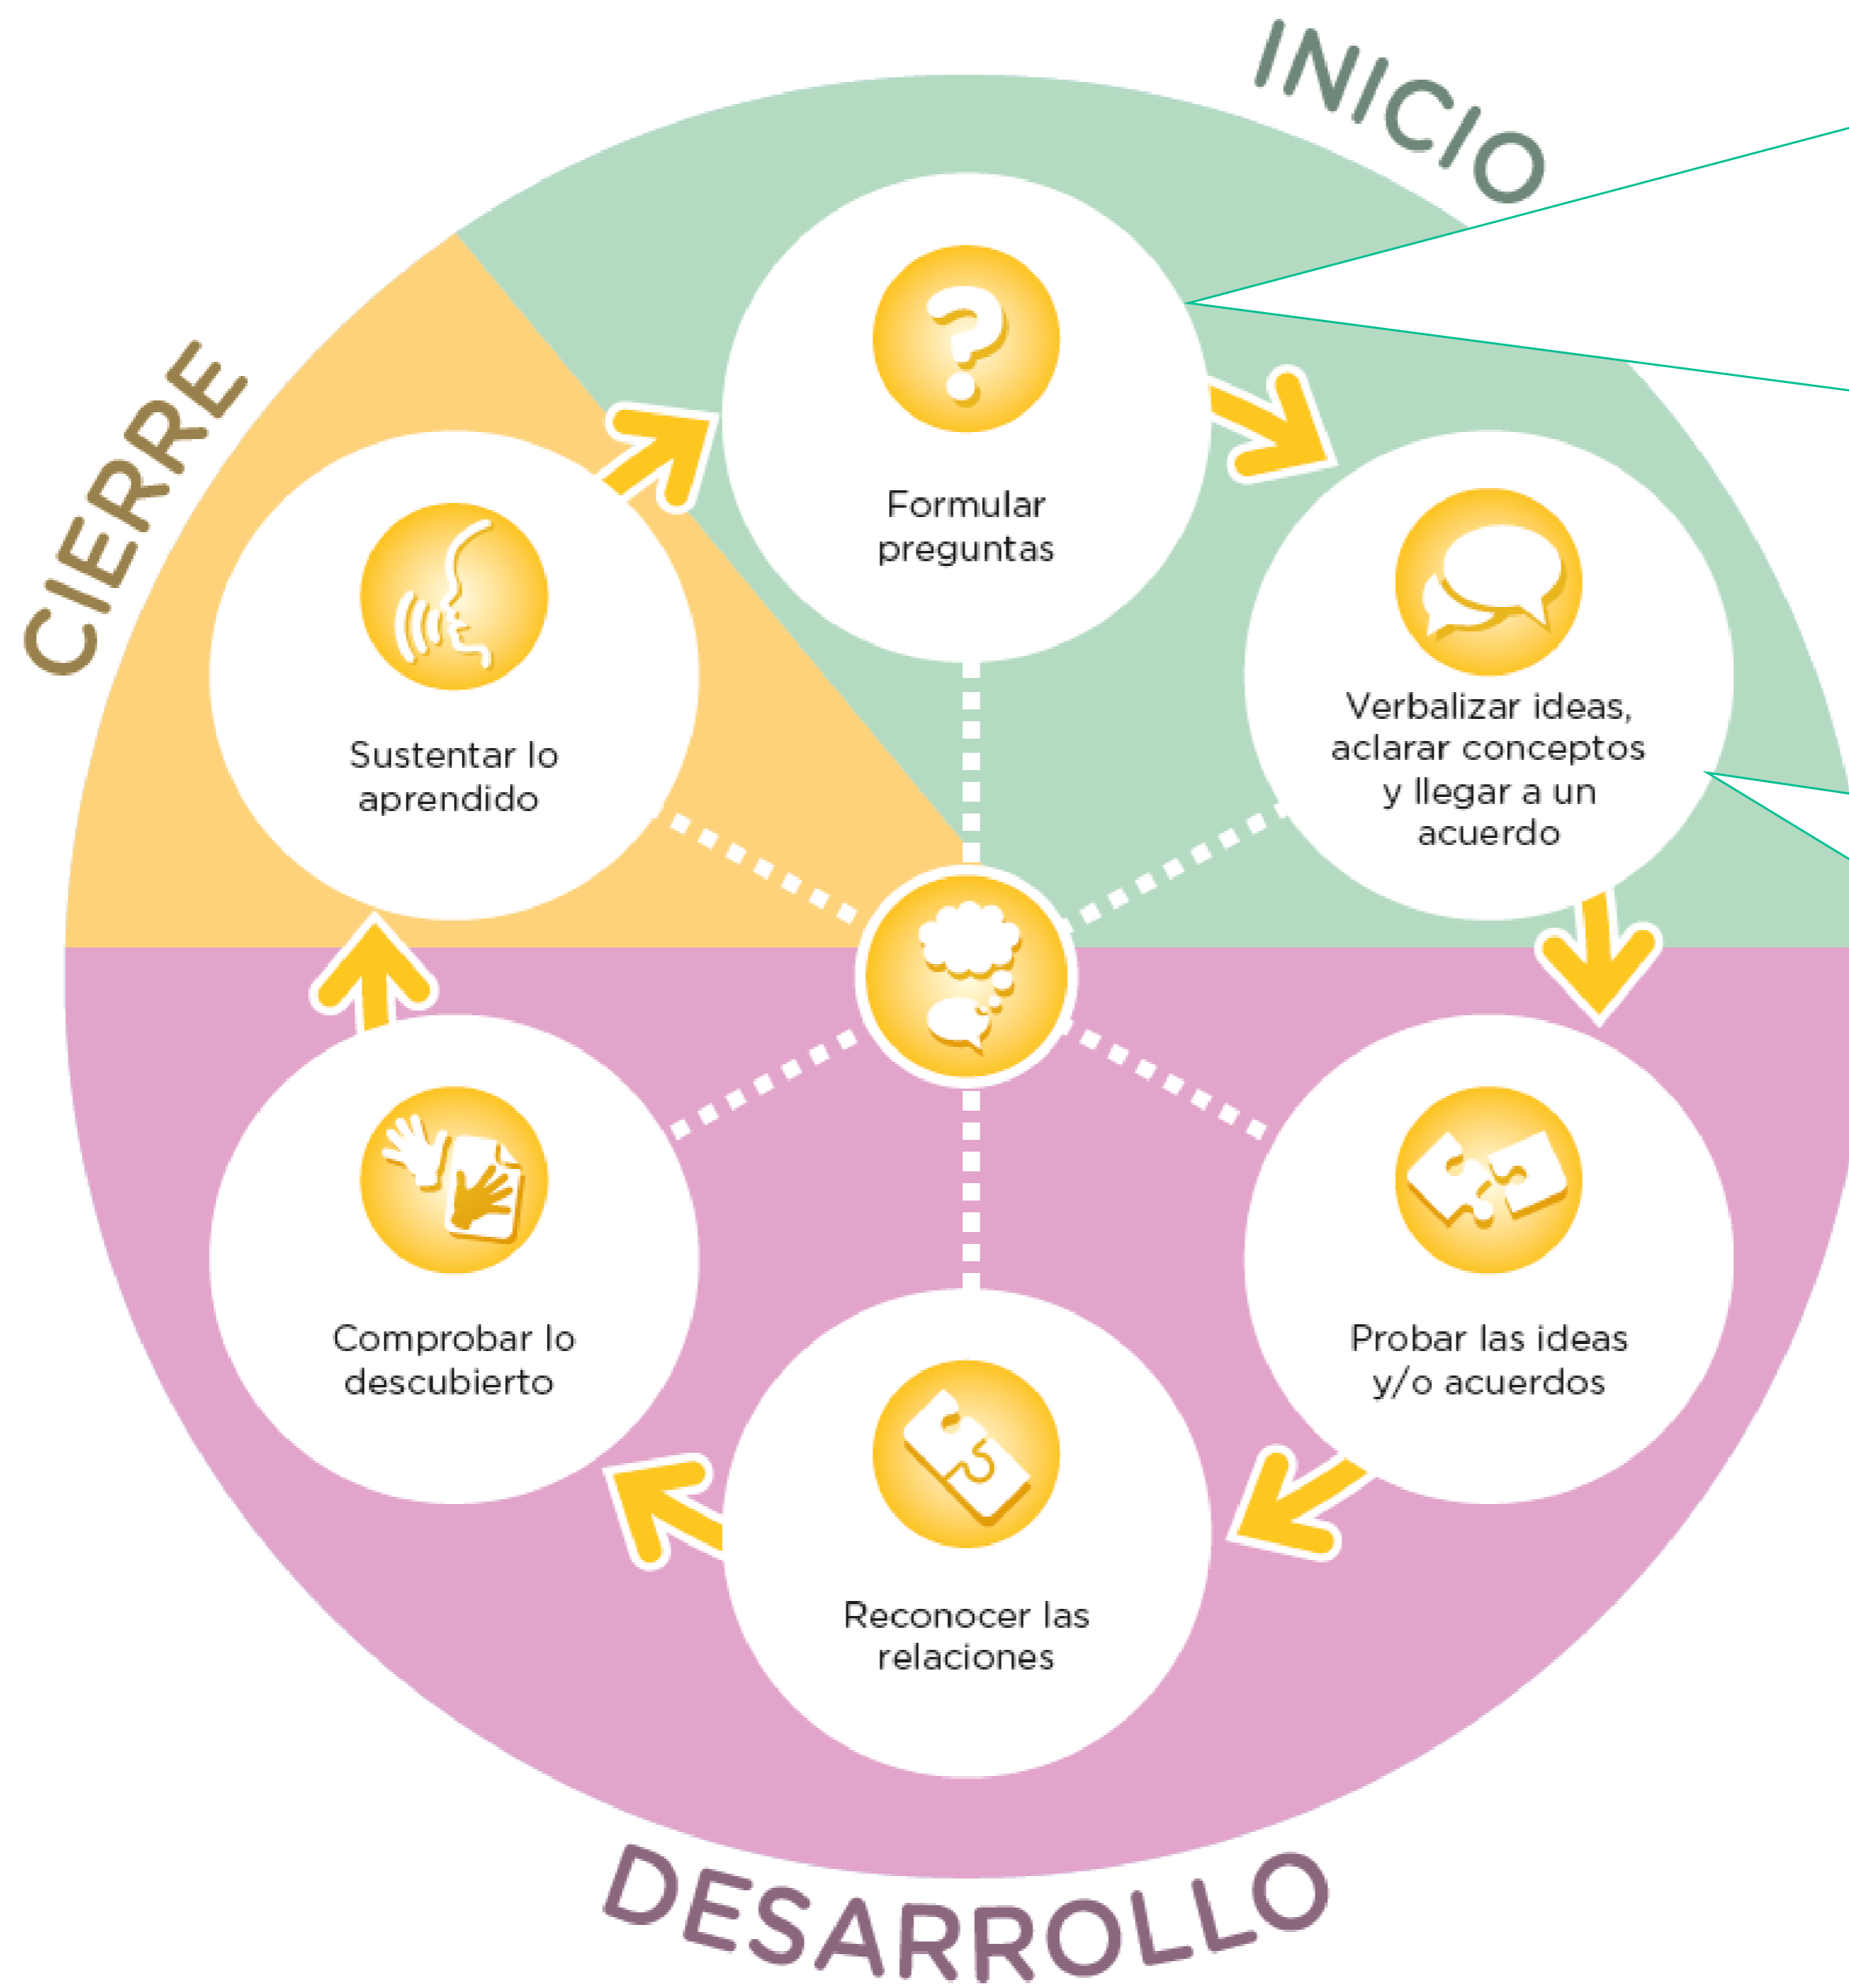 INICIO
Formular
preguntas
Verbalizar ideas,
aclarar conceptos
y llegar a un
acuerdo
Probar las ideas
y/o acuerdos
Reconocer las
relaciones
Comprobar lo
descubierto
Sustentar lo
aprendido
CIERRE
DESARROLLO